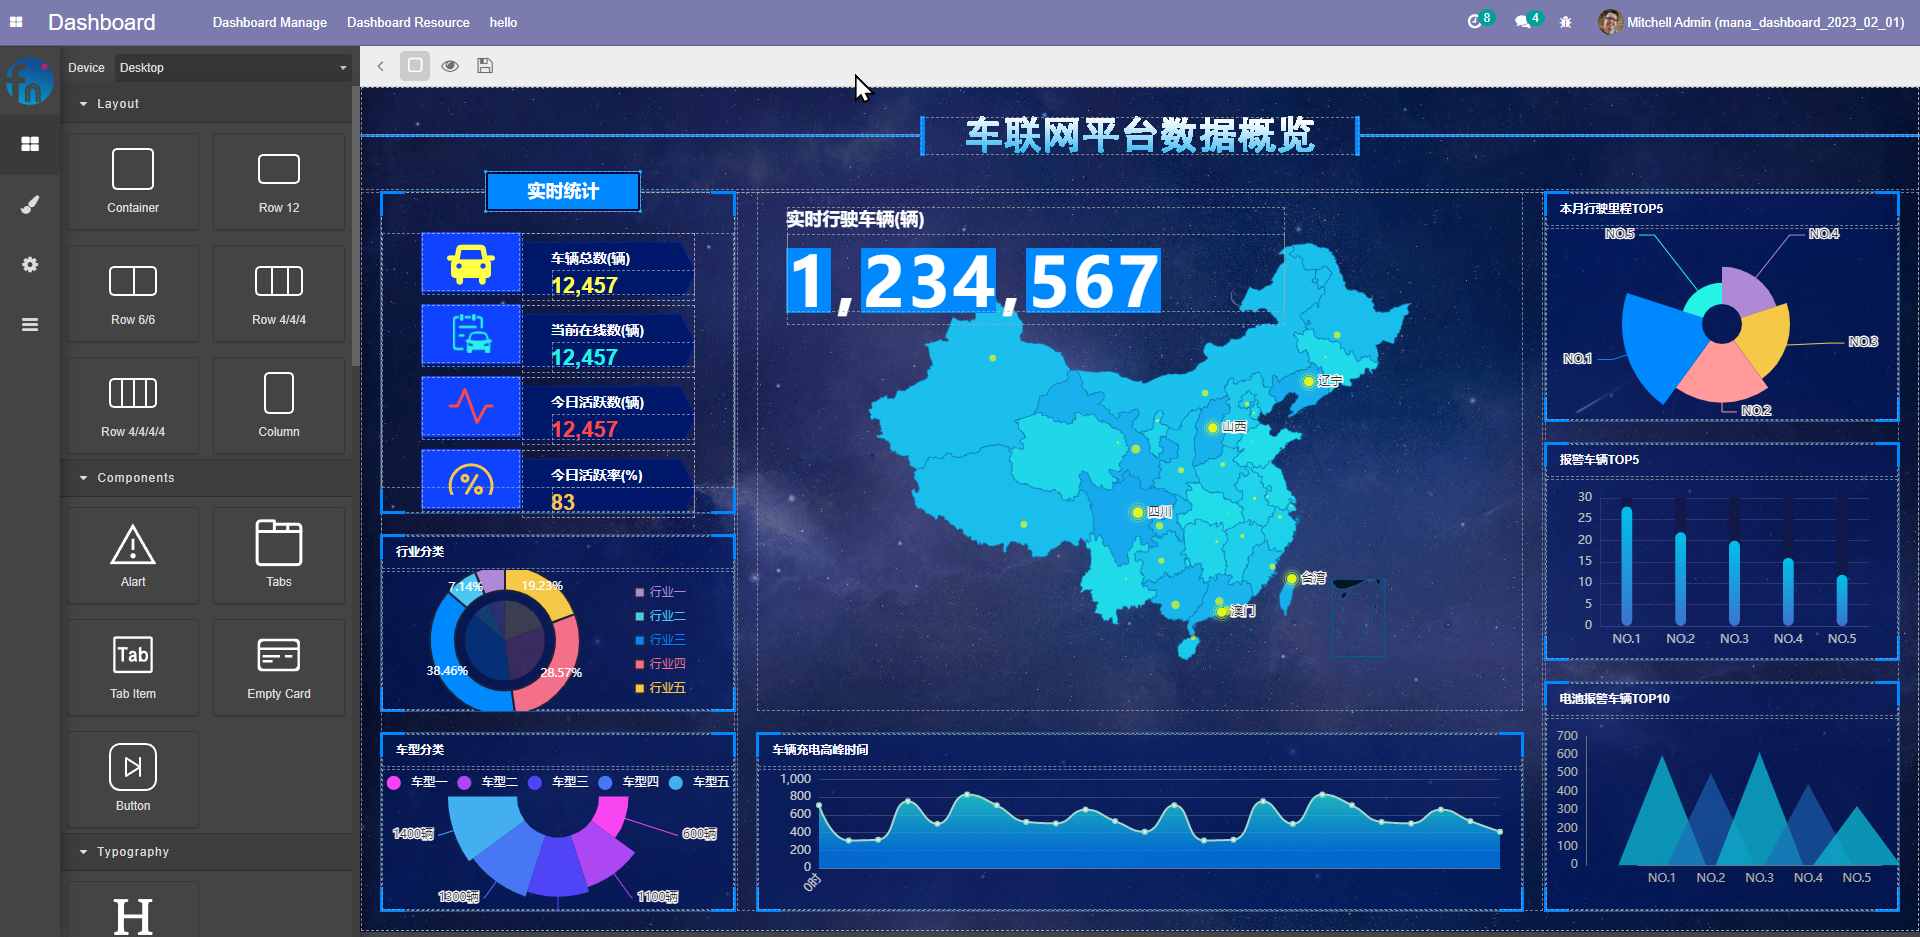 Dashboard
Dashboard Manage
Dashboard Resource
hello
8
4
Mitchell Admin (mana_dashboard_2023_02_01)
fn
Device
Desktop
Layout
Container
Row 12
Row 6/6
Row 4/4/4
Row 4/4/4/4
Column
Components
Alart
Tabs
Tab
Tab Item
Empty Card
Button
Typography
H
车联网平台数据概览
实时统计
车辆总数(辆)
12,457
当前在线数(辆)
12,457
今日活跃数(辆)
12,457
今日活跃率(%)
83
行业分类
7.14%
19.23%
38.46%
28.57%
行业一
行业二
行业三
行业四
行业五
车型分类
车型一
车型二
车型三
车型四
车型五
1400辆
600辆
1300辆
1100辆
实时行驶车辆(辆)
1,234,567
辽宁
山西
四川
台湾
澳门
车辆充电高峰时间
1,000
800
600
400
200
0
0时
本月行驶里程TOP5
NO.5
NO.4
NO.3
NO.1
NO.2
报警车辆TOP5
30
25
20
15
10
5
0
NO.1
NO.2
NO.3
NO.4
NO.5
电池报警车辆TOP10
700
600
500
400
300
200
100
0
NO.1
NO.2
NO.3
NO.4
NO.5